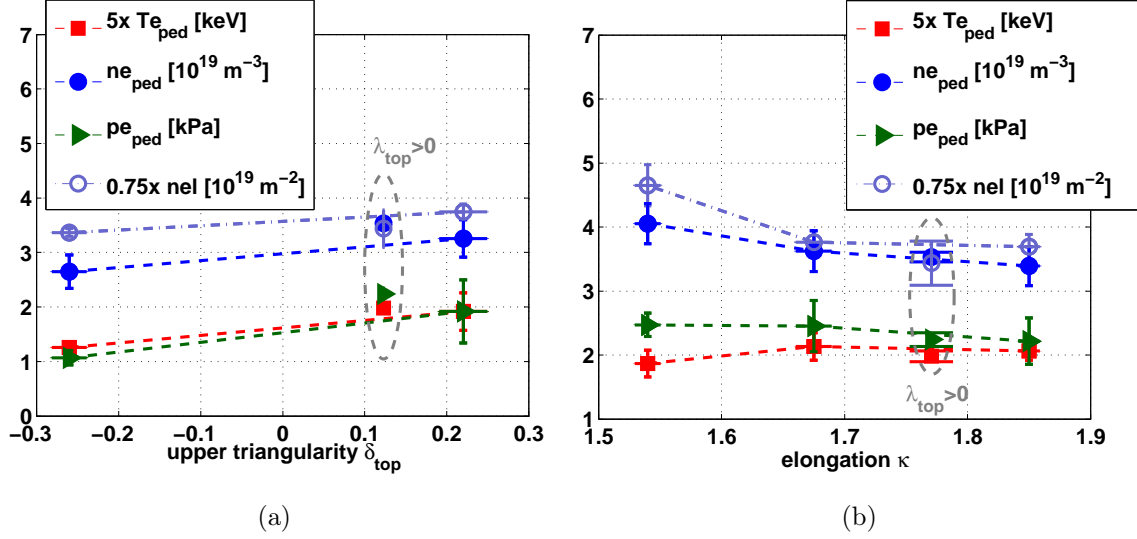 5x Te_ped [keV]
ne_ped [10^19 m^−3]
pe_ped [kPa]
0.75x nel [10^19 m^−2]
λ_top>0
7
6
5
4
3
2
1
0
−0.3 −0.2 −0.1 0 0.1 0.2 0.3
upper triangularity δ_top
(a)
5x Te_ped [keV]
ne_ped [10^19 m^−3]
pe_ped [kPa]
0.75x nel [10^19 m^−2]
7
6
5
4
3
2
1
λ_top>0
1.5 1.6 1.7 1.8 1.9
elongation κ
(b)